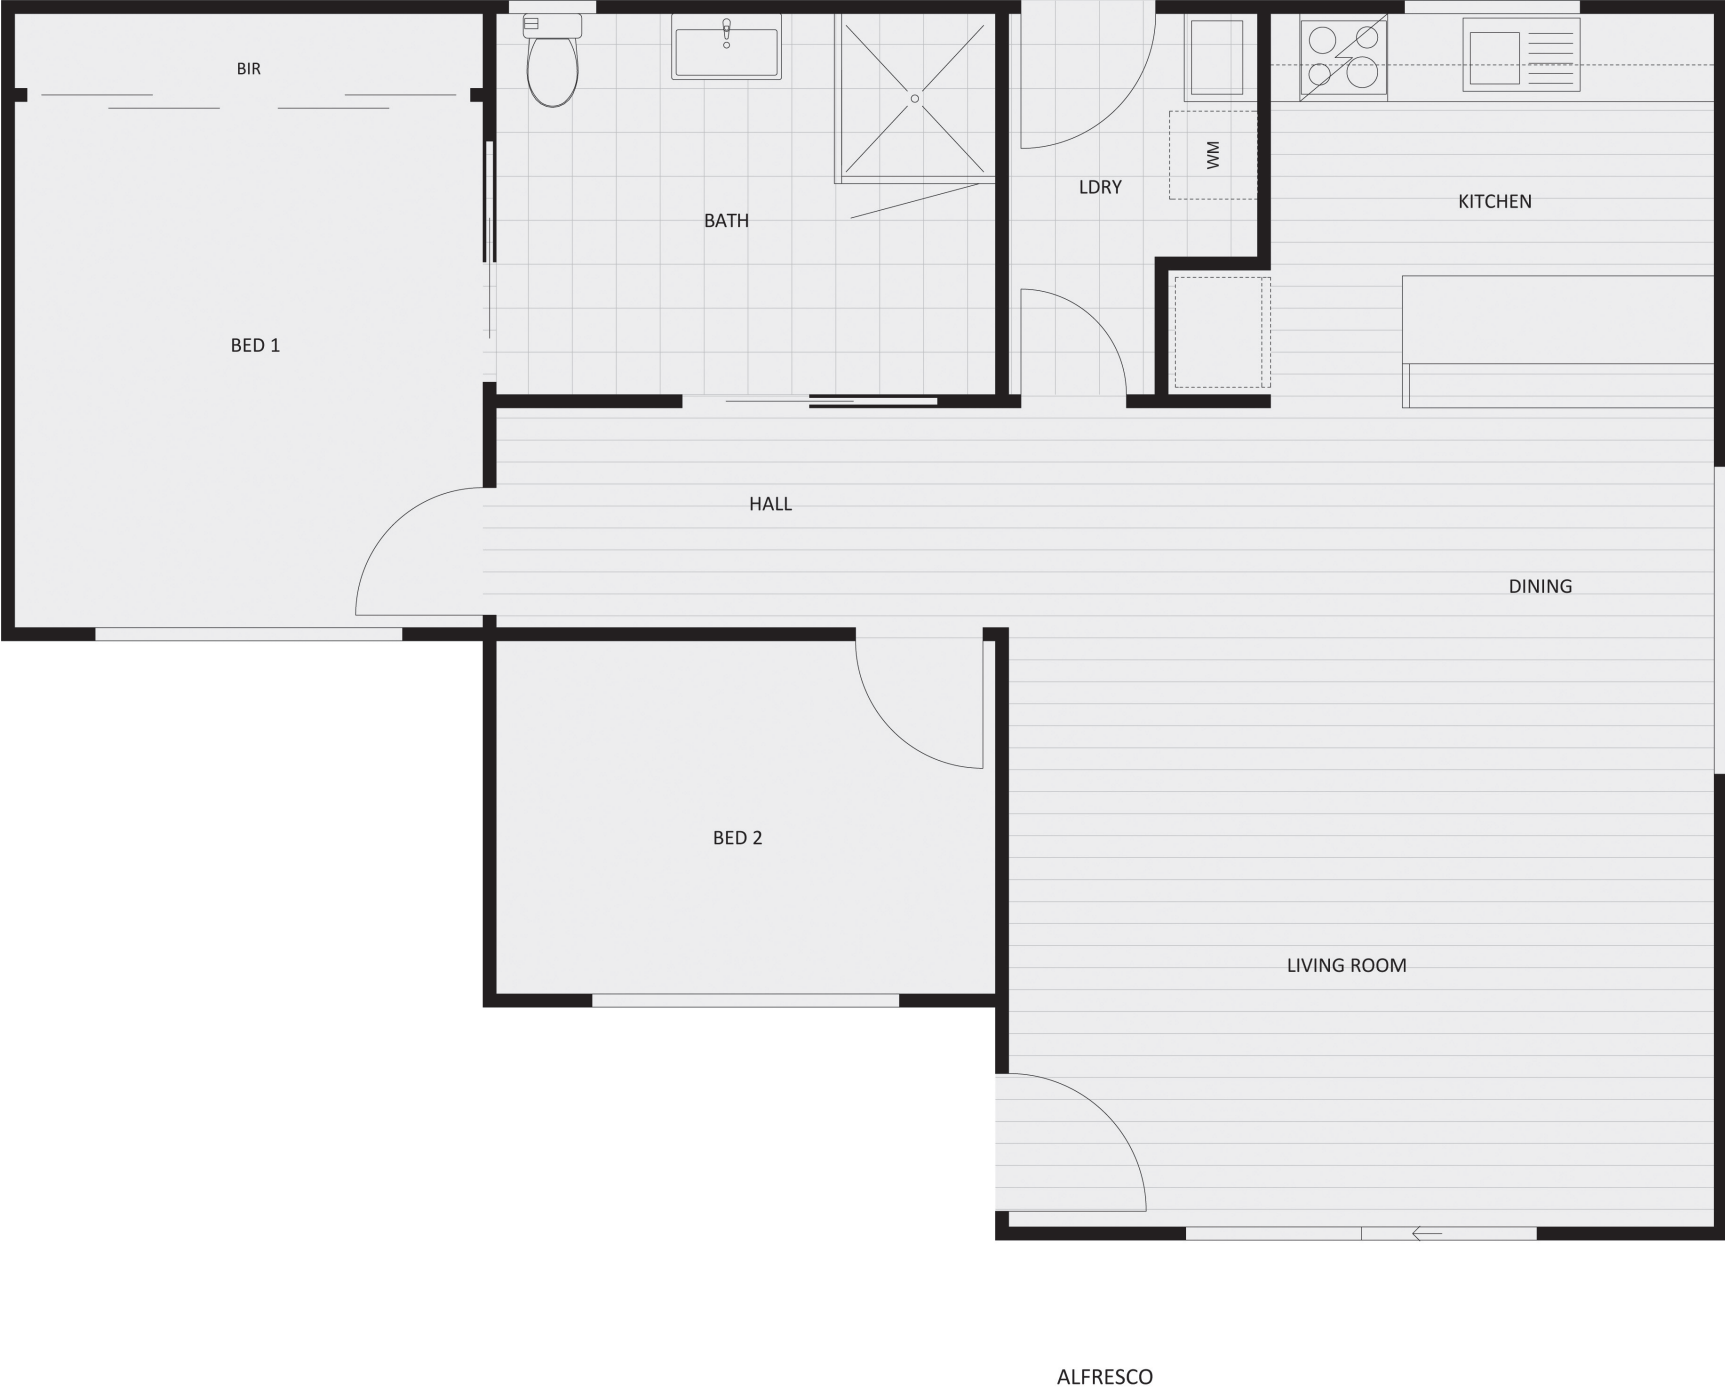 BIR
WM
LDRY
KITCHEN
BATH
BED 1
HALL
DINING
BED 2
LIVING ROOM
ALFRESCO